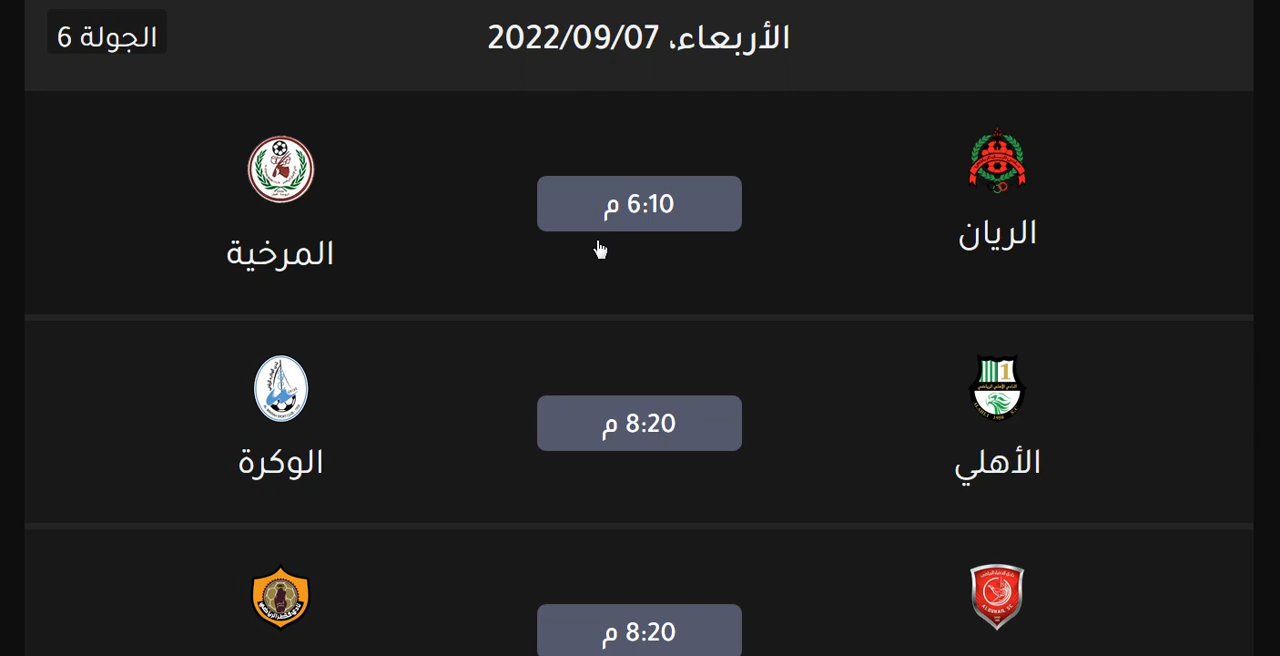 الأربعاء، 2022/09/07
الجولة 6
الريان
6:10 م
المرخية
الأهلي
8:20 م
الوكرة
8:20 م